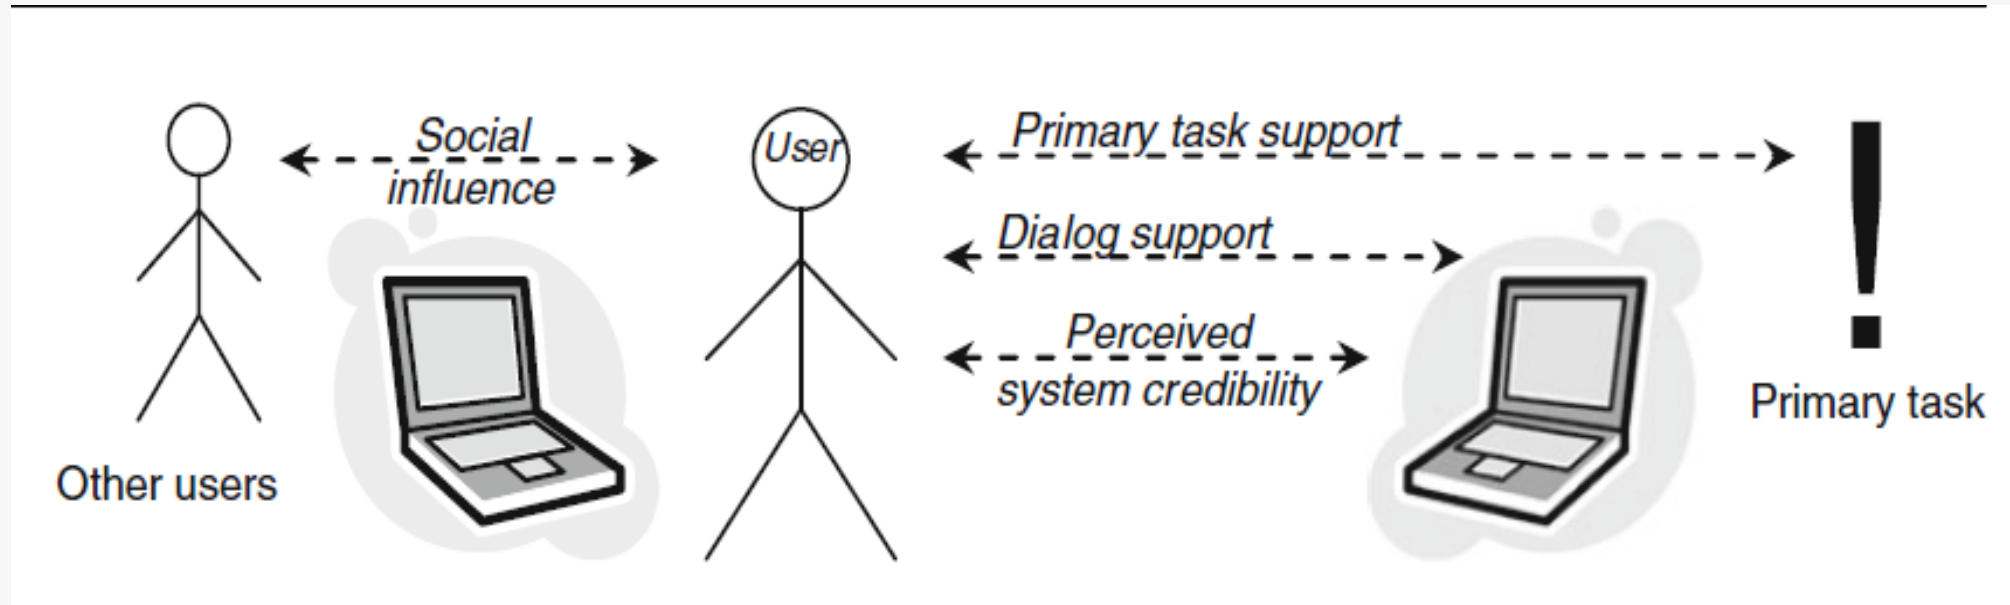 Social
influence
User
Primary task support
Dialog support
Perceived
system credibility
Other users
Primary task